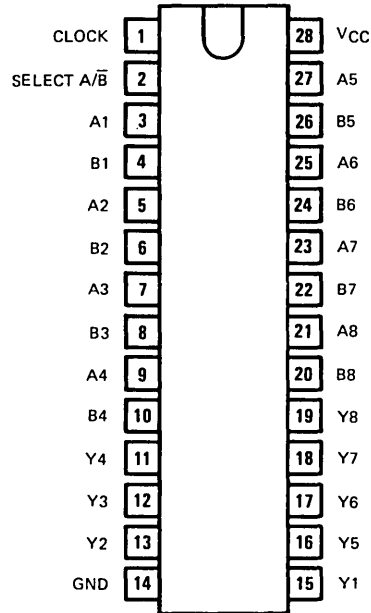 CLOCK 1 28 VCC
SELECT A/B̅ 2 27 A5
A1 3 26 B5
B1 4 25 A6
A2 5 24 B6
B2 6 23 A7
A3 7 22 B7
B3 8 21 A8
A4 9 20 B8
B4 10 19 Y8
Y4 11 18 Y7
Y3 12 17 Y6
Y2 13 16 Y5
GND 14 15 Y1